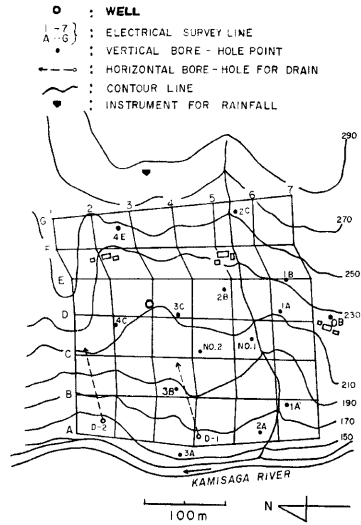 : WELL
1-7
A-G } : ELECTRICAL SURVEY LINE
: VERTICAL BORE-HOLE POINT
: HORIZONTAL BORE-HOLE FOR DRAIN
: CONTOUR LINE
: INSTRUMENT FOR RAINFALL
290
G 1 2 3 4 5 6 7
2C
270
4E
F
250
E
1B
2B
230
D
4C
3C
1A
0B
NO.2
NO.1
C
210
B
3B
190
1A'
170
A
D-2
D-1
2A
150
3A
KAMISAGA RIVER
100m
N